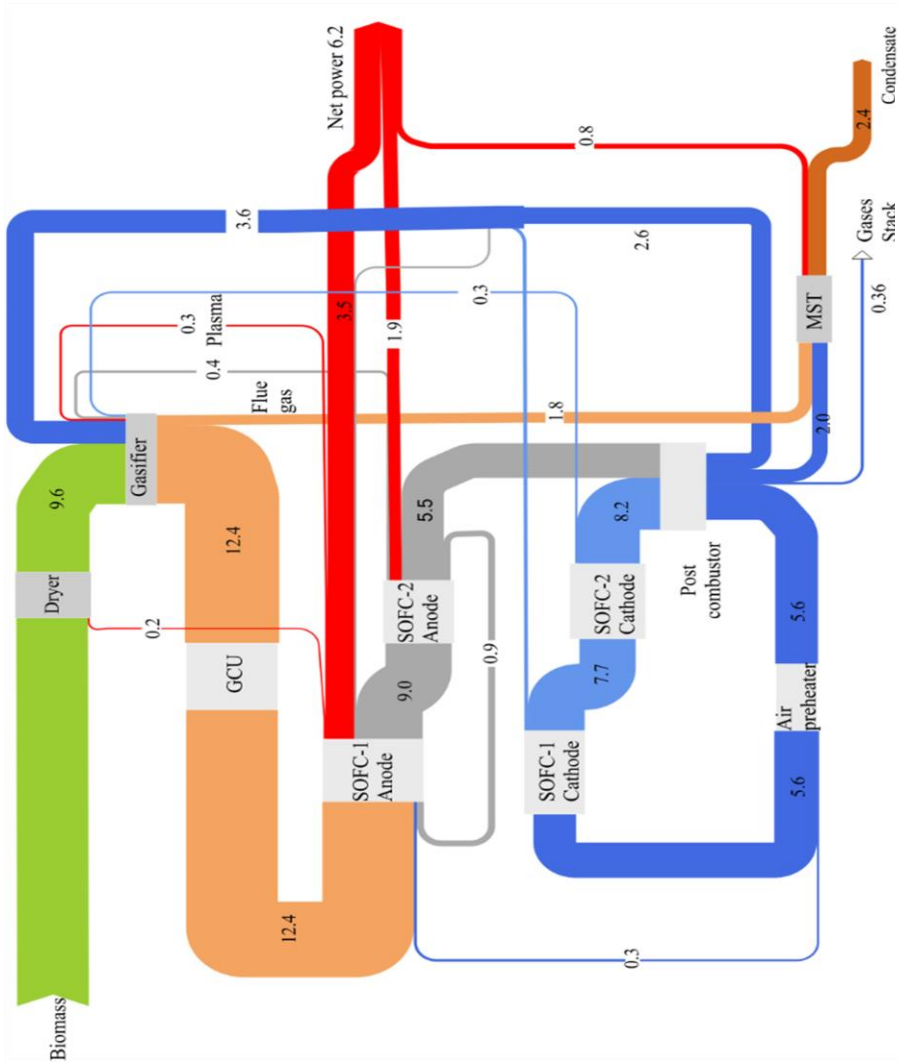 Biomass
Dryer
9.6
Gasifier
12.4
GCU
12.4
0.2
0.3
Plasma
0.4
Flue
gas
3.6
Net power 6.2
3.5
1.9
0.3
0.8
SOFC-1
Anode
9.0
SOFC-2
Anode
5.5
0.9
1.8
2.6
SOFC-1
Cathode
7.7
SOFC-2
Cathode
8.2
Post
combustor
Air
preheater
5.6
5.6
0.3
2.0
MST
0.36
Gases
Stack
2.4
Condensate